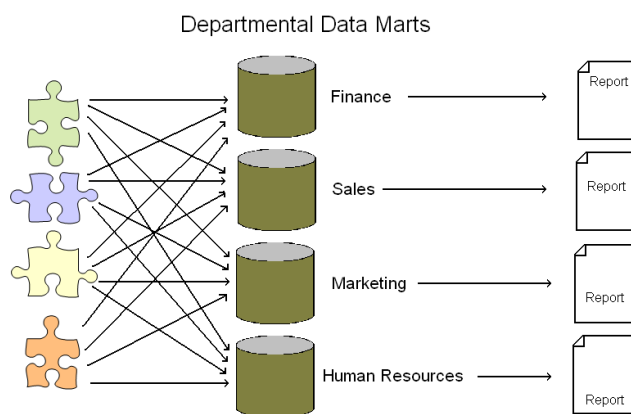 Departmental Data Marts
Finance
Report
Sales
Report
Marketing
Report
Human Resources
Report